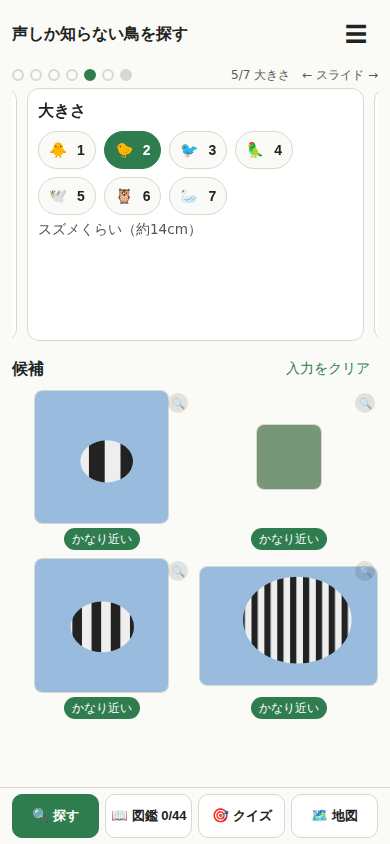 声しか知らない鳥を探す
5/7 大きさ ← スライド →
大きさ
1 2 3 4
5 6 7
スズメくらい（約14cm）
候補 入力をクリア
かなり近い かなり近い
かなり近い かなり近い
探す 図鑑 0/44 クイズ 地図